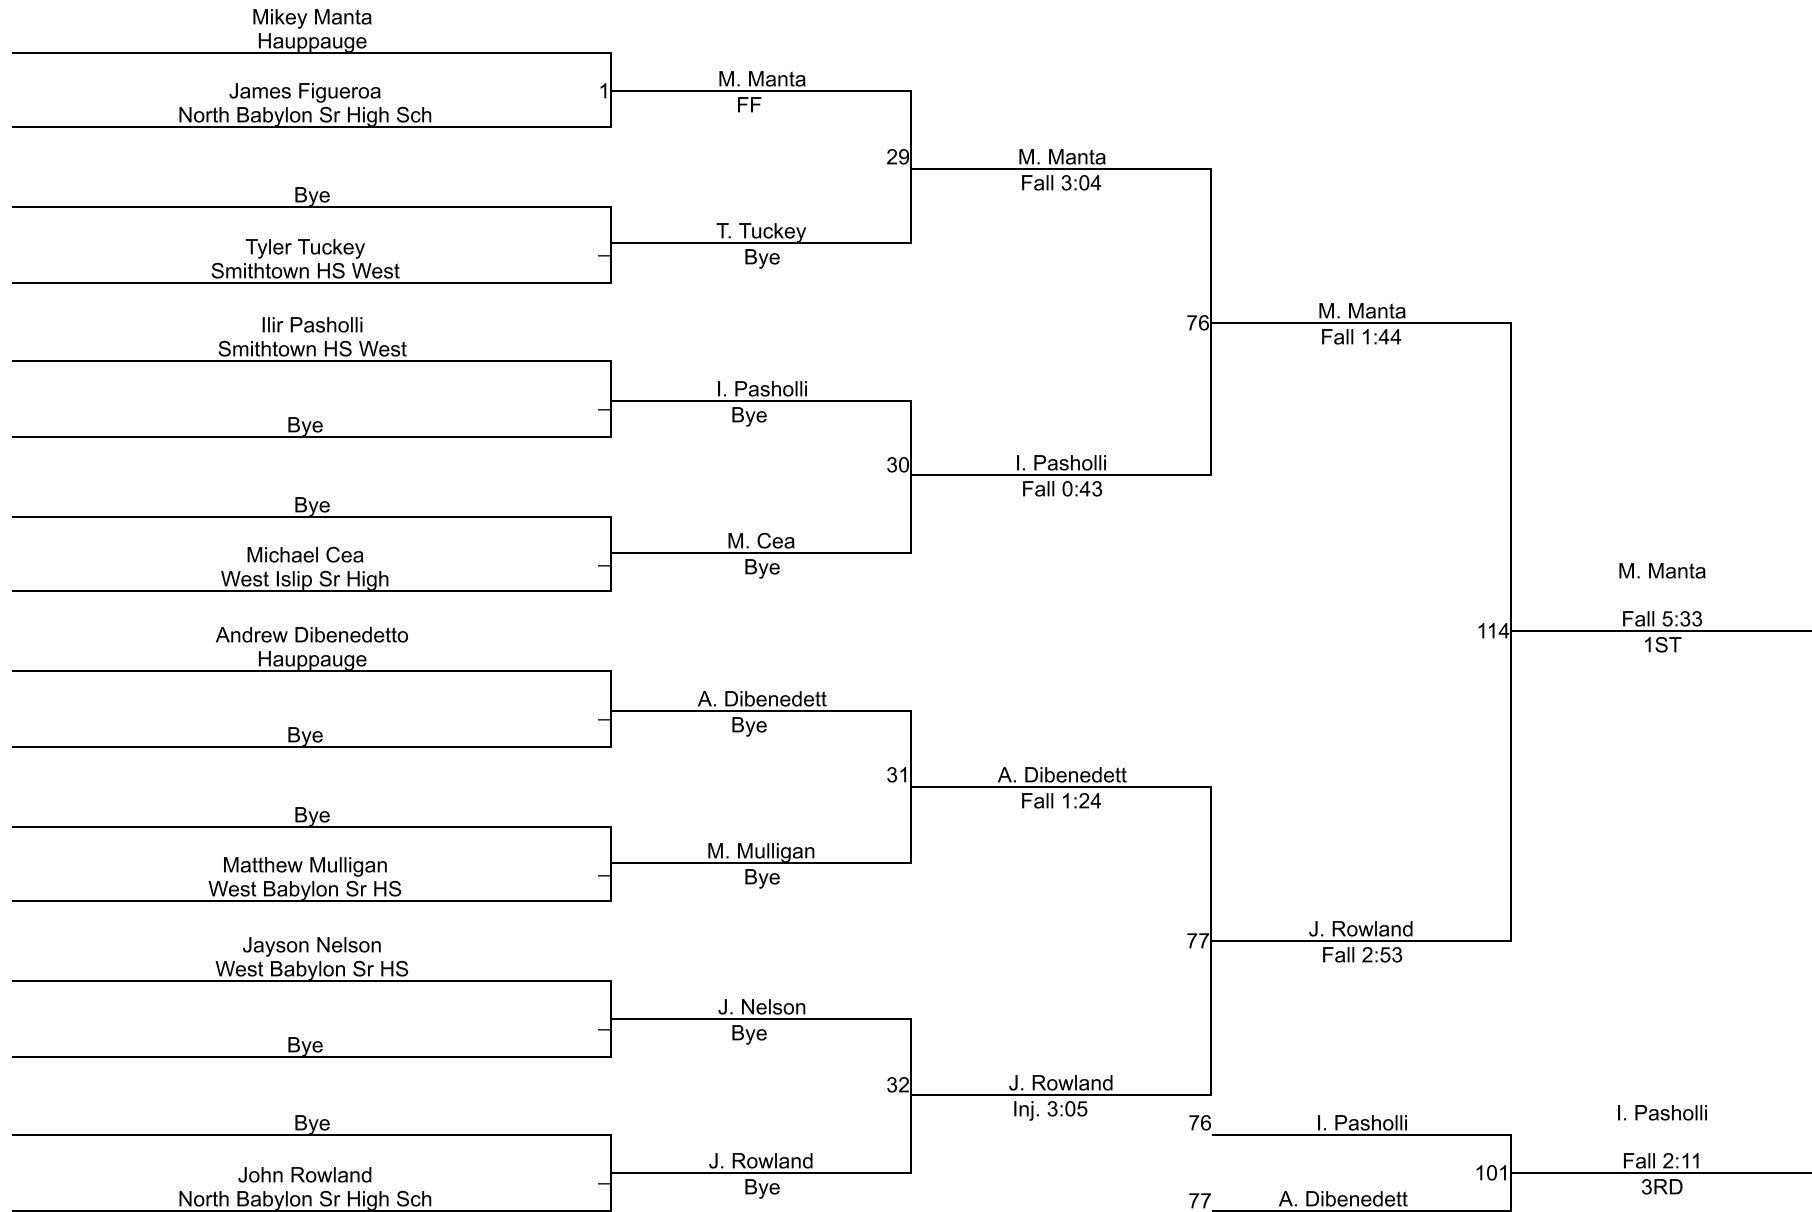 Mikey Manta
Hauppauge
James Figueroa
North Babylon Sr High Sch
1
M. Manta
FF
Bye
Tyler Tuckey
Smithtown HS West
T. Tuckey
Bye
29
M. Manta
Fall 3:04
Ilir Pasholli
Smithtown HS West
Bye
I. Pasholli
Bye
Bye
Michael Cea
West Islip Sr High
M. Cea
Bye
30
I. Pasholli
Fall 0:43
76
M. Manta
Fall 1:44
Andrew Dibenedetto
Hauppauge
Bye
A. Dibenedett
Bye
Bye
Matthew Mulligan
West Babylon Sr HS
M. Mulligan
Bye
31
A. Dibenedett
Fall 1:24
Jayson Nelson
West Babylon Sr HS
Bye
J. Nelson
Bye
Bye
John Rowland
North Babylon Sr High Sch
J. Rowland
Bye
32
J. Rowland
Inj. 3:05
77
J. Rowland
Fall 2:53
114
M. Manta
Fall 5:33
1ST
76
I. Pasholli
77
A. Dibenedett
101
I. Pasholli
Fall 2:11
3RD